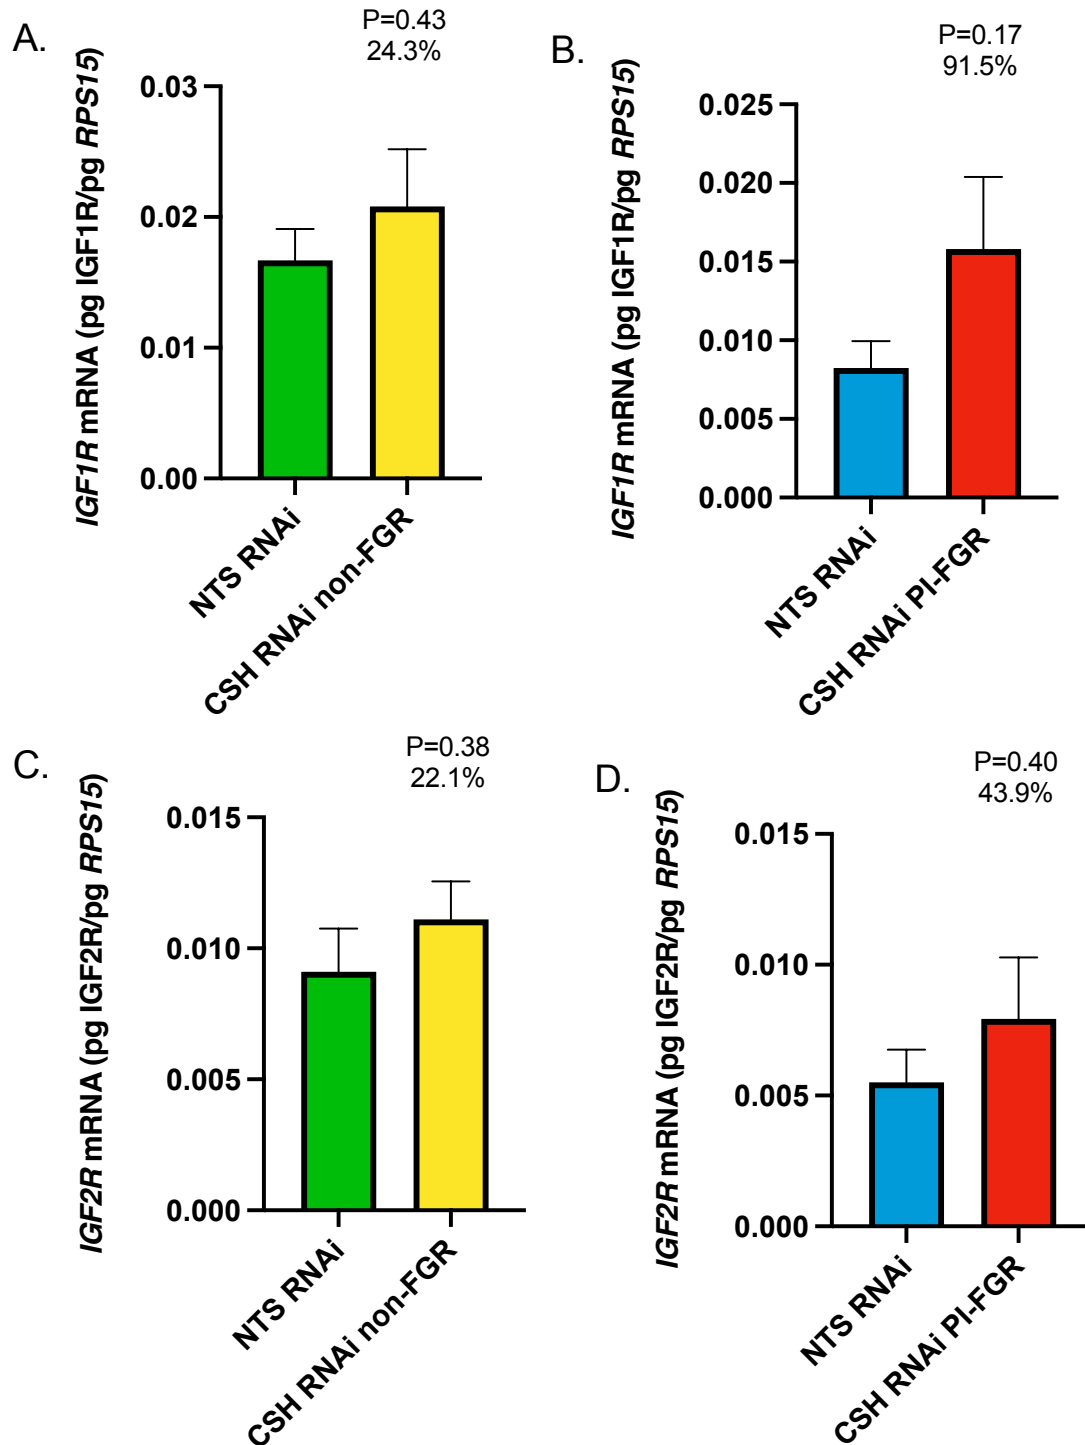 A.
P=0.43
24.3%
IGF1R mRNA (pg IGF1R/pg RPS15)
0.03
0.02
0.01
0.00
NTS RNAi
CSH RNAi non-FGR
B.
P=0.17
91.5%
IGF1R mRNA (pg IGF1R/pg RPS15)
0.025
0.020
0.015
0.010
0.005
0.000
NTS RNAi
CSH RNAi PI-FGR
C.
P=0.38
22.1%
IGF2R mRNA (pg IGF2R/pg RPS15)
0.015
0.010
0.005
0.000
NTS RNAi
CSH RNAi non-FGR
D.
P=0.40
43.9%
IGF2R mRNA (pg IGF2R/pg RPS15)
0.015
0.010
0.005
0.000
NTS RNAi
CSH RNAi PI-FGR